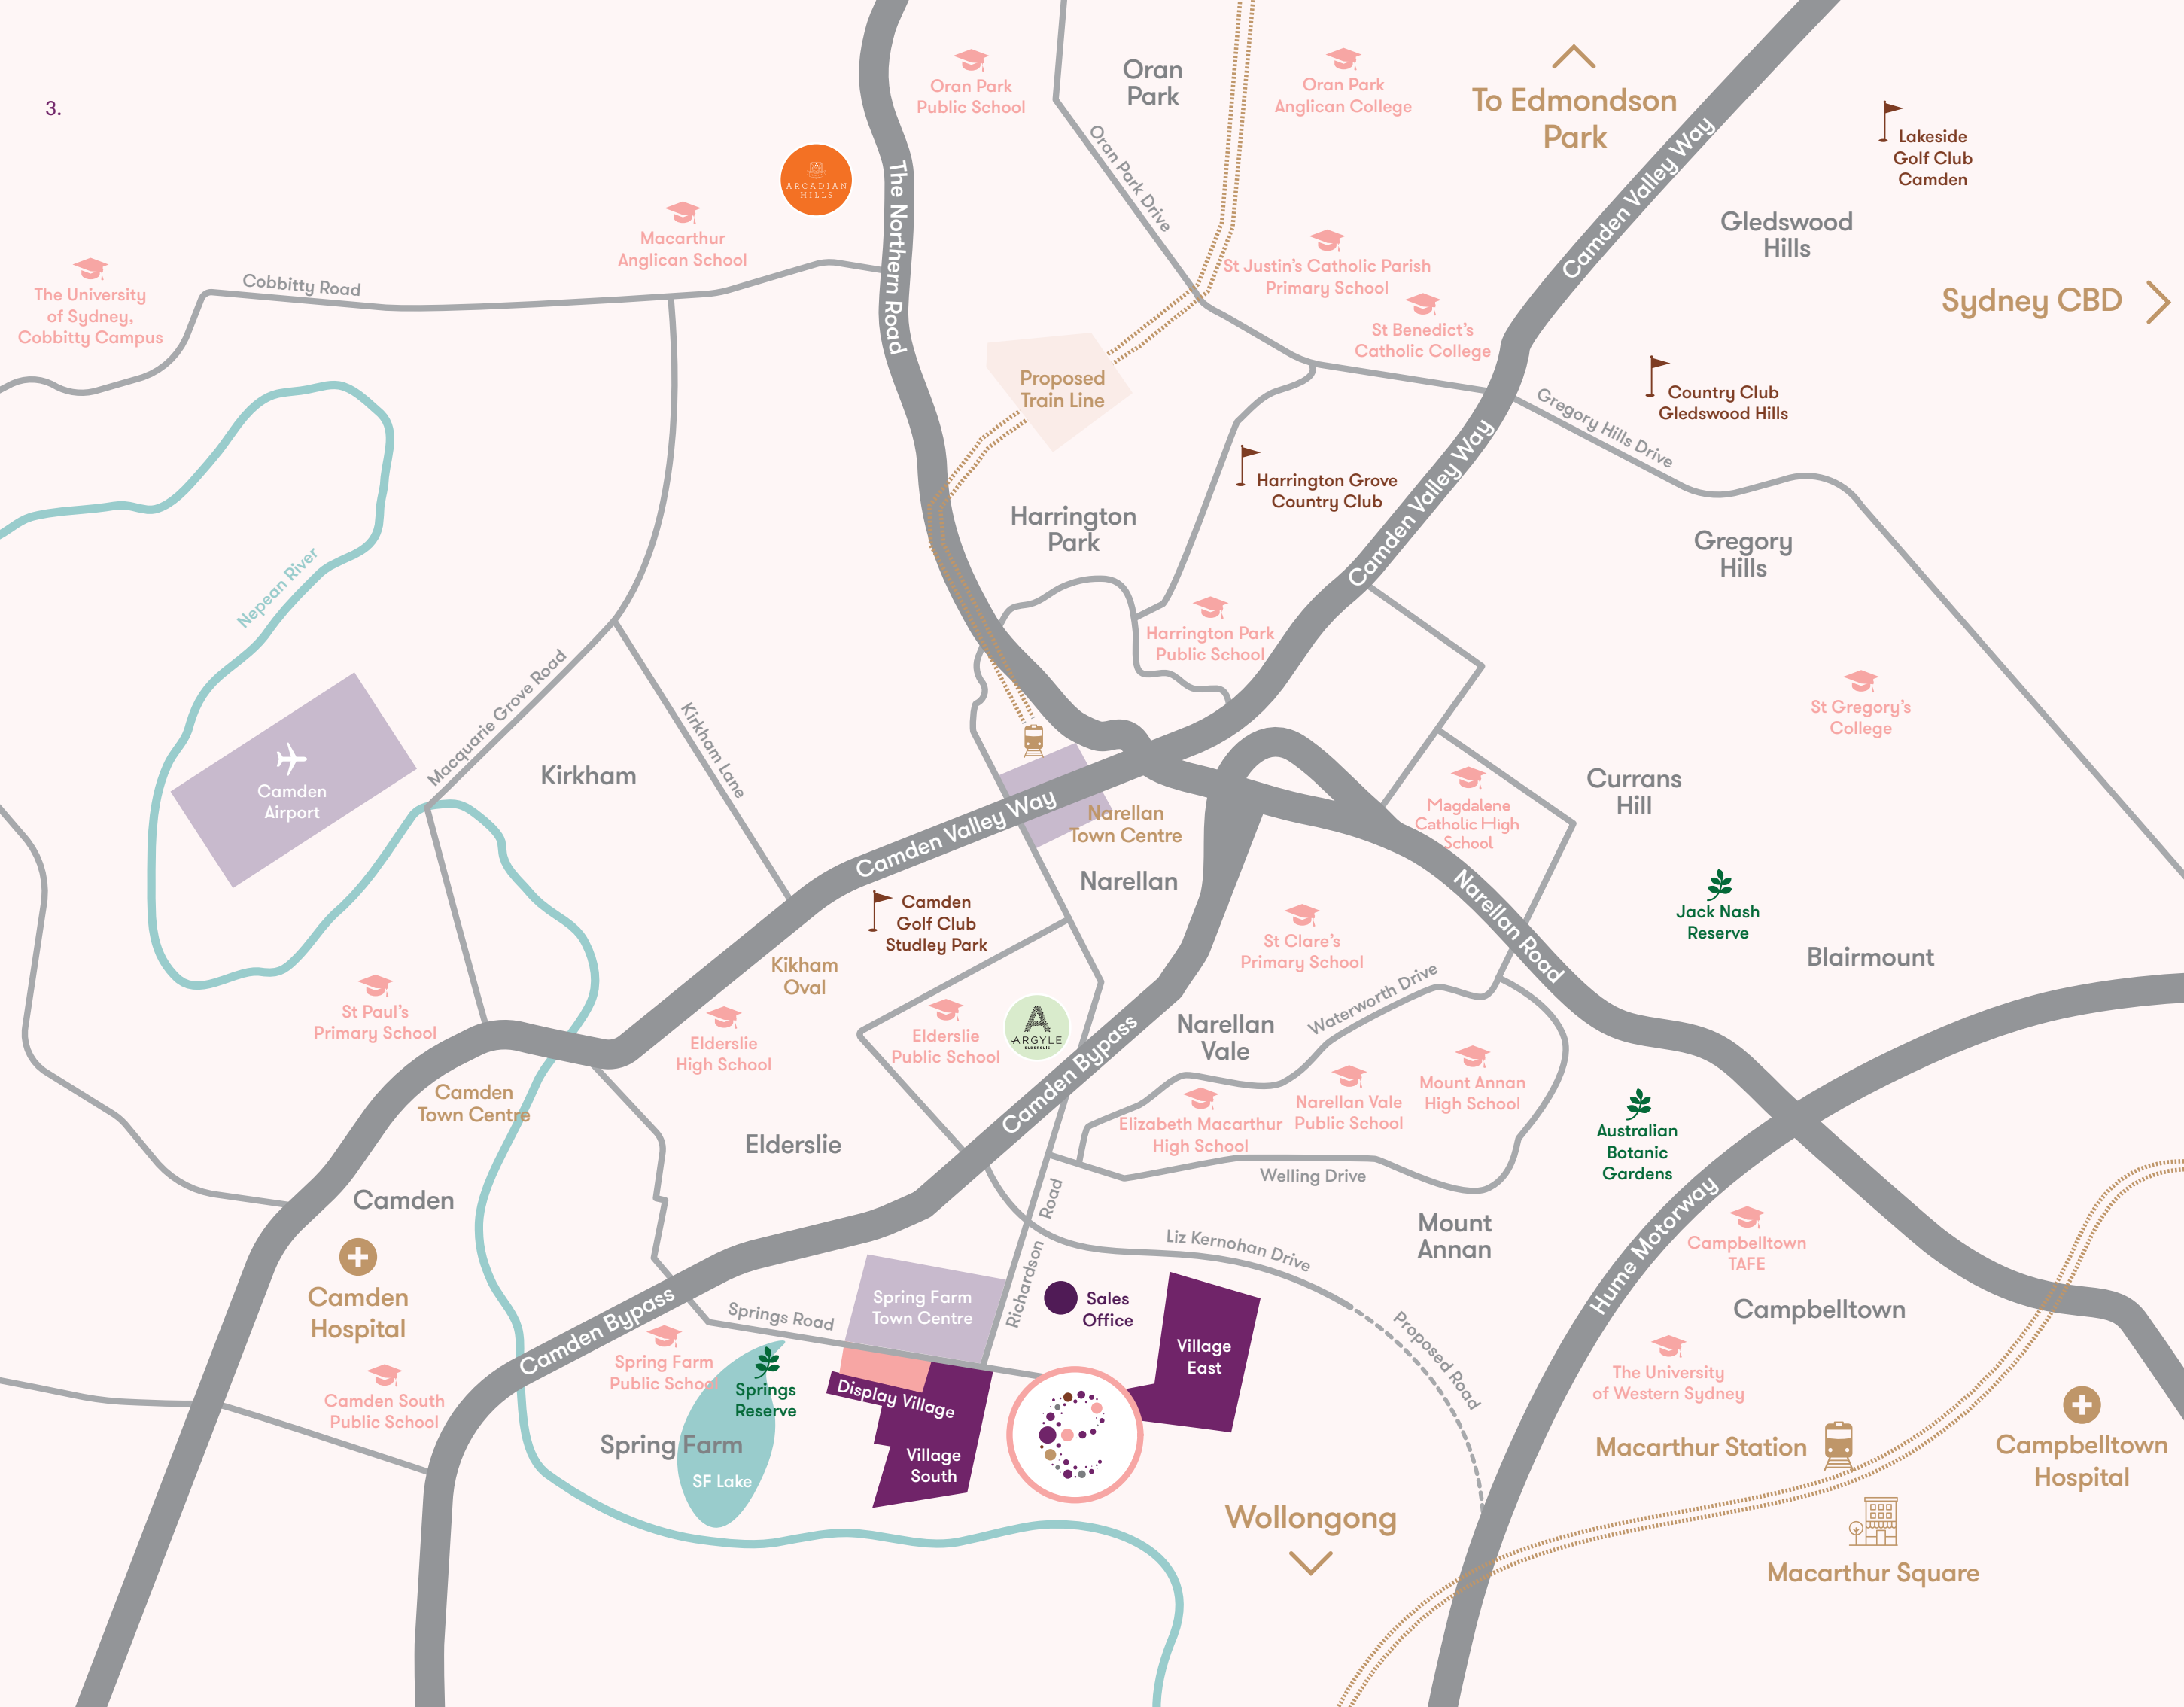 3.
Oran Park
Public School
Oran
Park
Oran Park
Anglican College
To Edmondson
Park
Camden Valley Way
Lakeside
Golf Club
Camden
ARCADIAN
HILLS
The Northern Road
Oran Park Drive
Macarthur
Anglican School
Gledswood
Hills
The University
of Sydney,
Cobbitty Campus
Cobbitty Road
St Justin's Catholic Parish
Primary School
Sydney CBD
St Benedict's
Catholic College
Proposed
Train Line
Country Club
Gledswood Hills
Gregory Hills Drive
Camden Valley Way
Harrington Grove
Country Club
Harrington
Park
Gregory
Hills
Nepean River
Harrington Park
Public School
Macquarie Grove Road
Kirkham Lane
St Gregory's
College
Camden
Airport
Kirkham
Currans
Hill
Magdalene
Catholic High
School
Camden Valley Way
Narellan
Town Centre
Narellan
Narellan Road
Jack Nash
Reserve
Camden
Golf Club
Studley Park
St Clare's
Primary School
Blairmount
Kikham
Oval
St Paul's
Primary School
Elderslie
High School
Elderslie
Public School
A
ARGYLE
ELDERSLIE
Narellan
Vale
Waterworth Drive
Camden Bypass
Mount Annan
High School
Narellan Vale
Public School
Elizabeth Macarthur
High School
Camden
Town Centre
Elderslie
Australian
Botanic
Gardens
Welling Drive
Camden
Richardson Road
Mount
Annan
Liz Kernohan Drive
Hume Motorway
Campbelltown
TAFE
Camden
Hospital
Spring Farm
Town Centre
Sales
Office
Campbelltown
Camden Bypass
Springs Road
Village
East
Proposed Road
Spring Farm
Public School
Springs
Reserve
Display Village
The University
of Western Sydney
Camden South
Public School
Spring Farm
SF Lake
Village
South
Macarthur Station
Campbelltown
Hospital
Wollongong
Macarthur Square